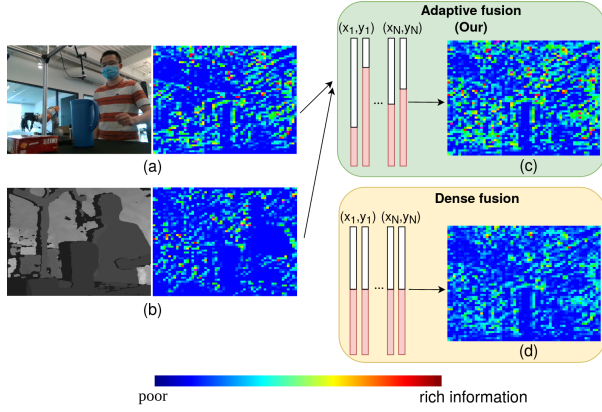 Adaptive fusion
(Our)
(x1,y1) (xN,yN)
...
(a)
(c)
Dense fusion
(x1,y1) (xN,yN)
...
(b)
(d)
poor
rich information